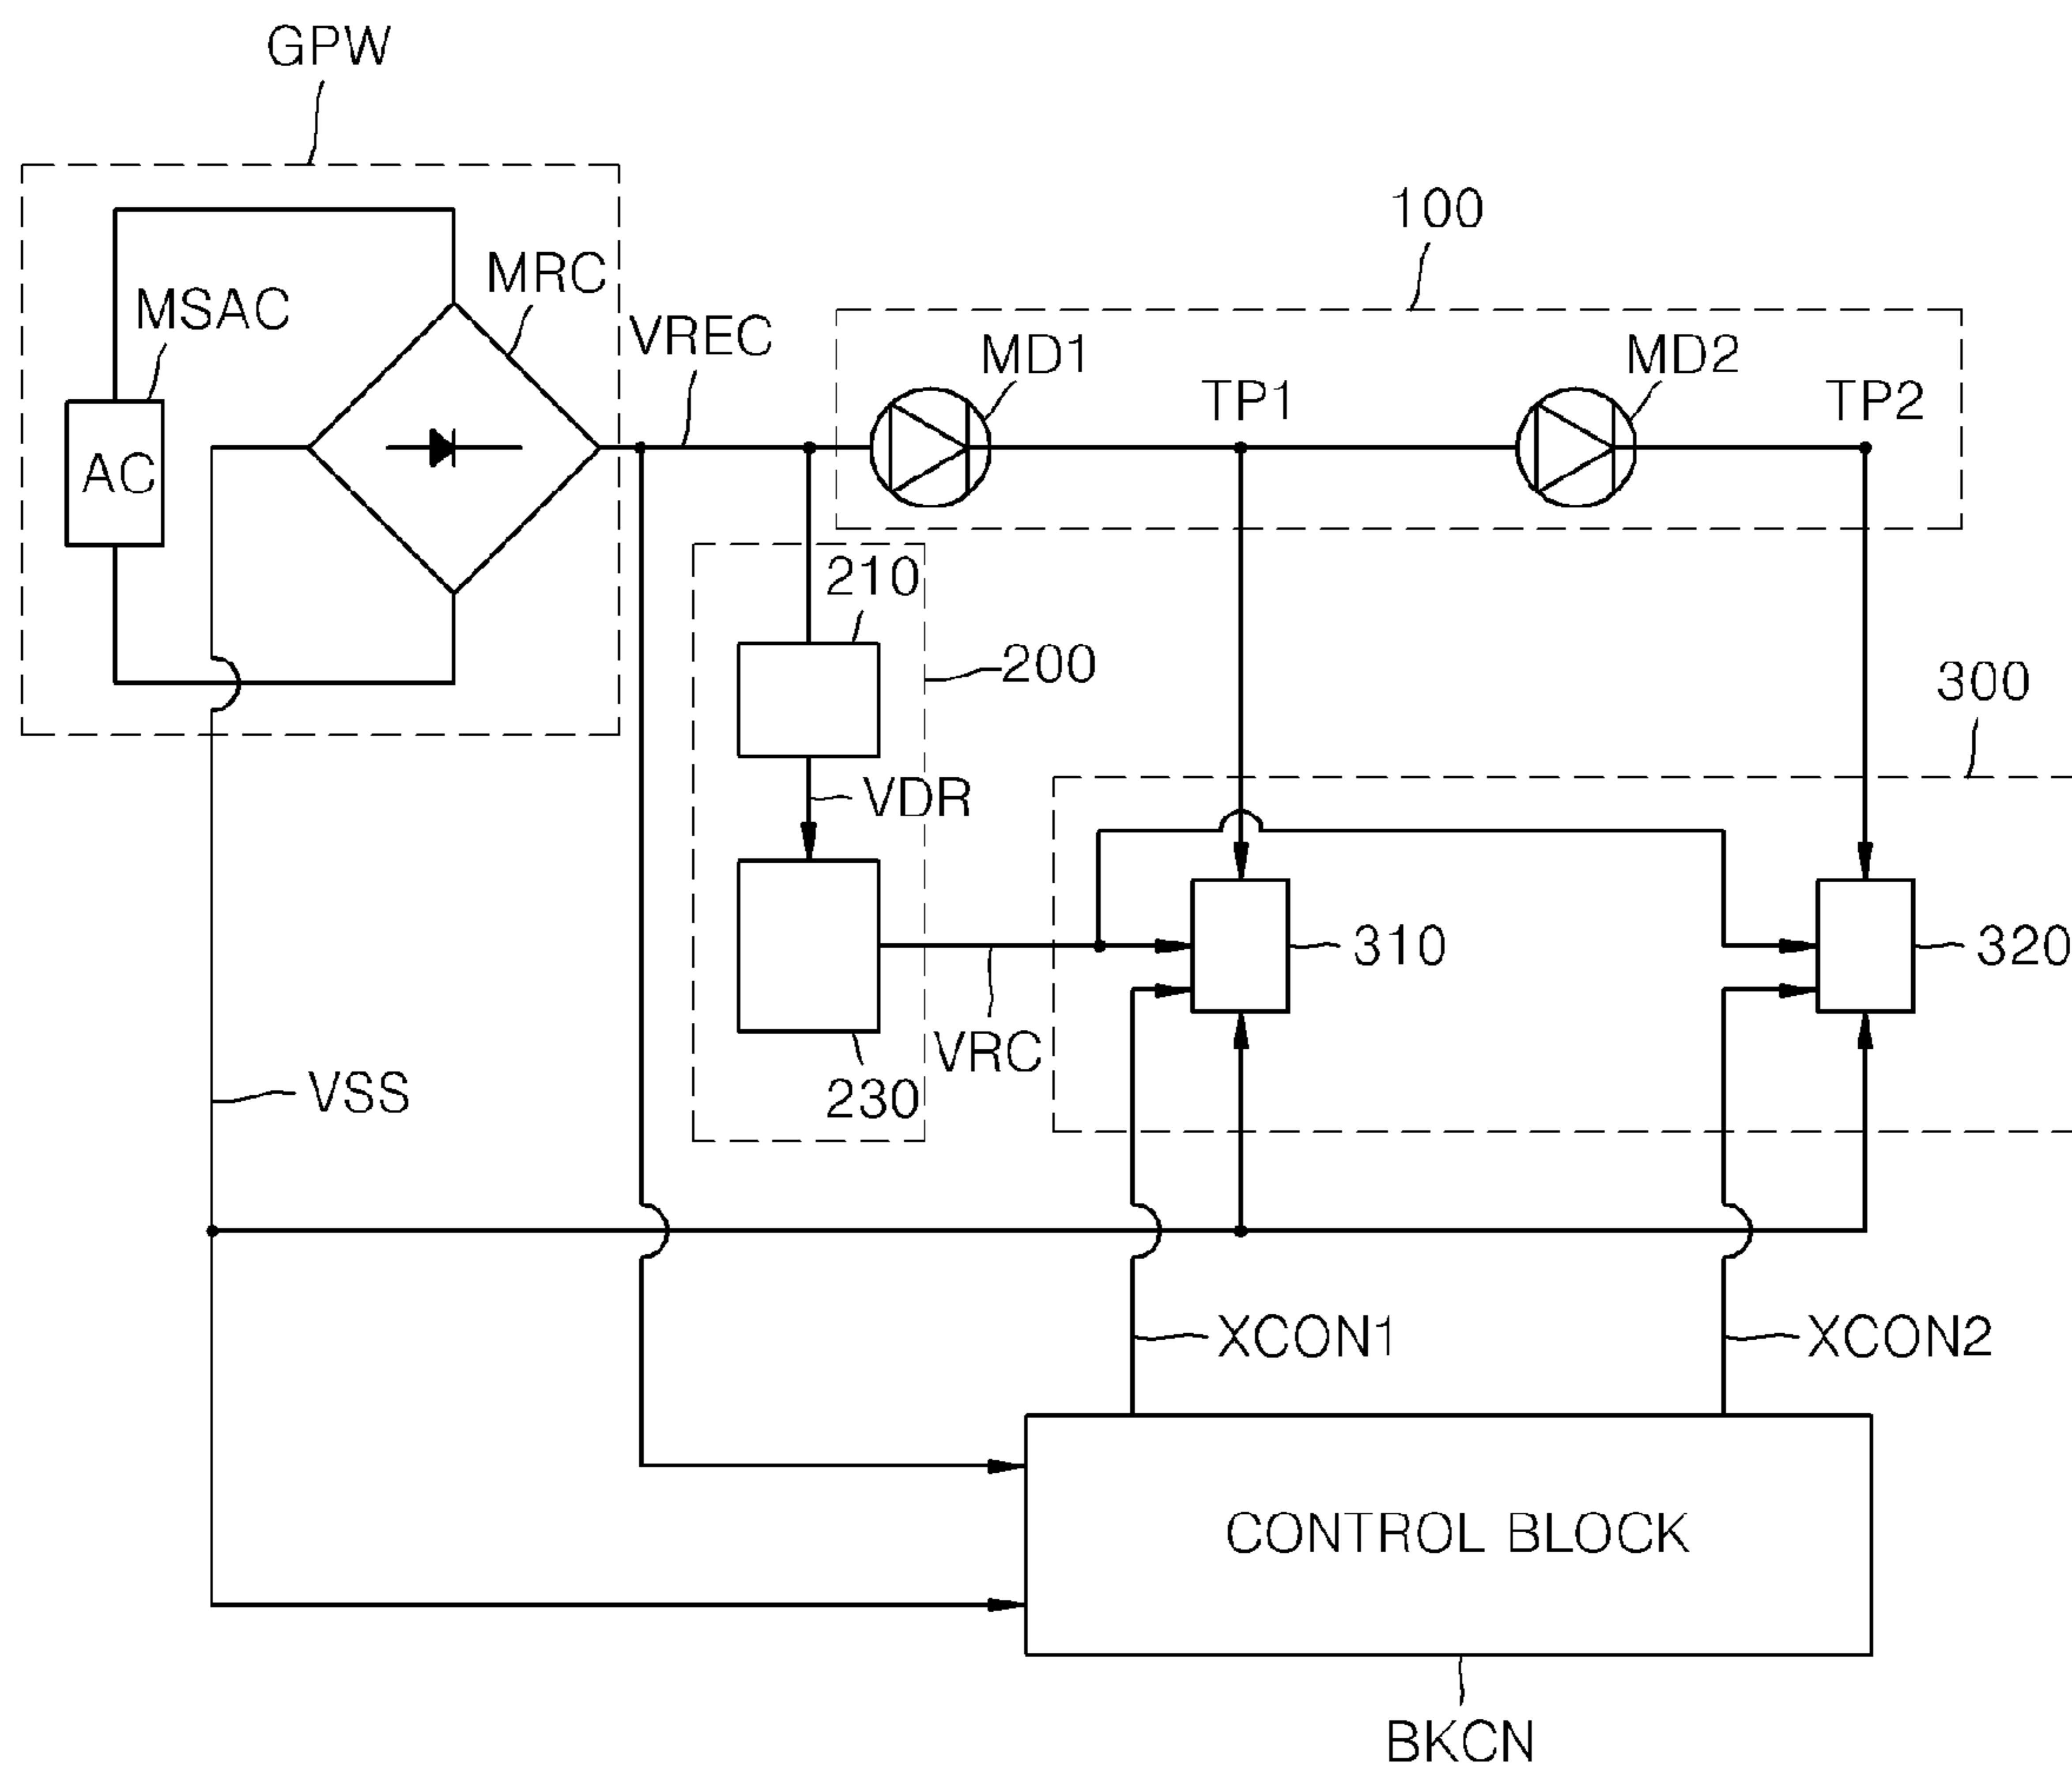 GPW
100
MRC
MSAC
VREC
MD1
MD2
TP1
TP2
AC
210
200
300
VDR
310
320
VRC
VSS
230
XCON1
XCON2
CONTROL BLOCK
BKCN